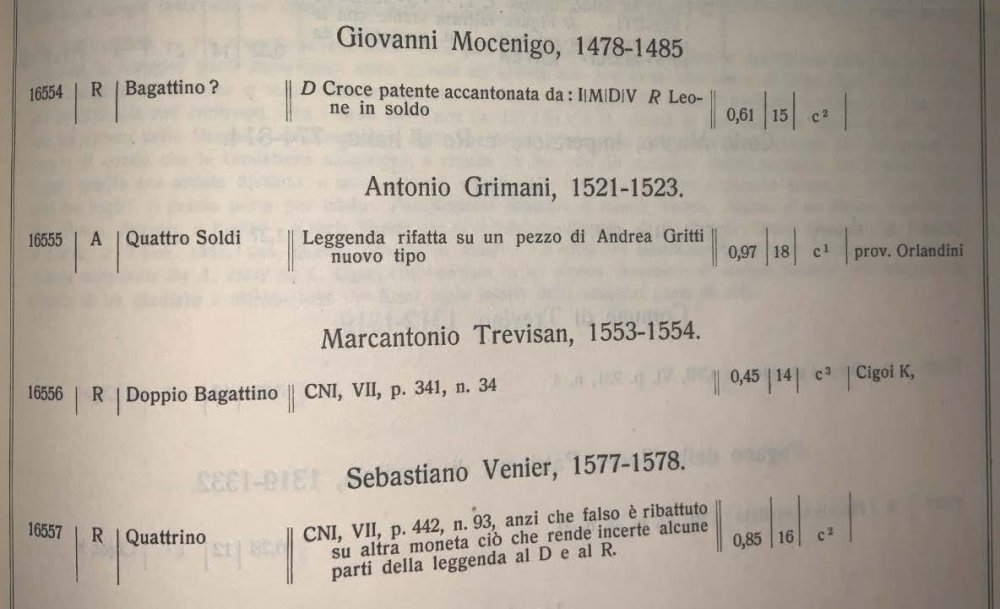 Giovanni Mocenigo, 1478-1485
16554 | R | Bagattino ? || D Croce patente accantonata da : I|M|D|V R Leo- || 0,61 | 15 | c² |
ne in soldo
Antonio Grimani, 1521-1523.
16555 | A | Quattro Soldi || Leggenda rifatta su un pezzo di Andrea Gritti || 0,97 | 18 | c¹ | prov. Orlandini
nuovo tipo
Marcantonio Trevisan, 1553-1554.
16556 | R | Doppio Bagattino || CNI, VII, p. 341, n. 34 || 0,45 | 14 | c³ | Cigoi K,
Sebastiano Venier, 1577-1578.
16557 | R | Quattrino || CNI, VII, p. 442, n. 93, anzi che falso è ribattuto || 0,85 | 16 | c² |
su altra moneta ciò che rende incerte alcune
parti della leggenda al D e al R.